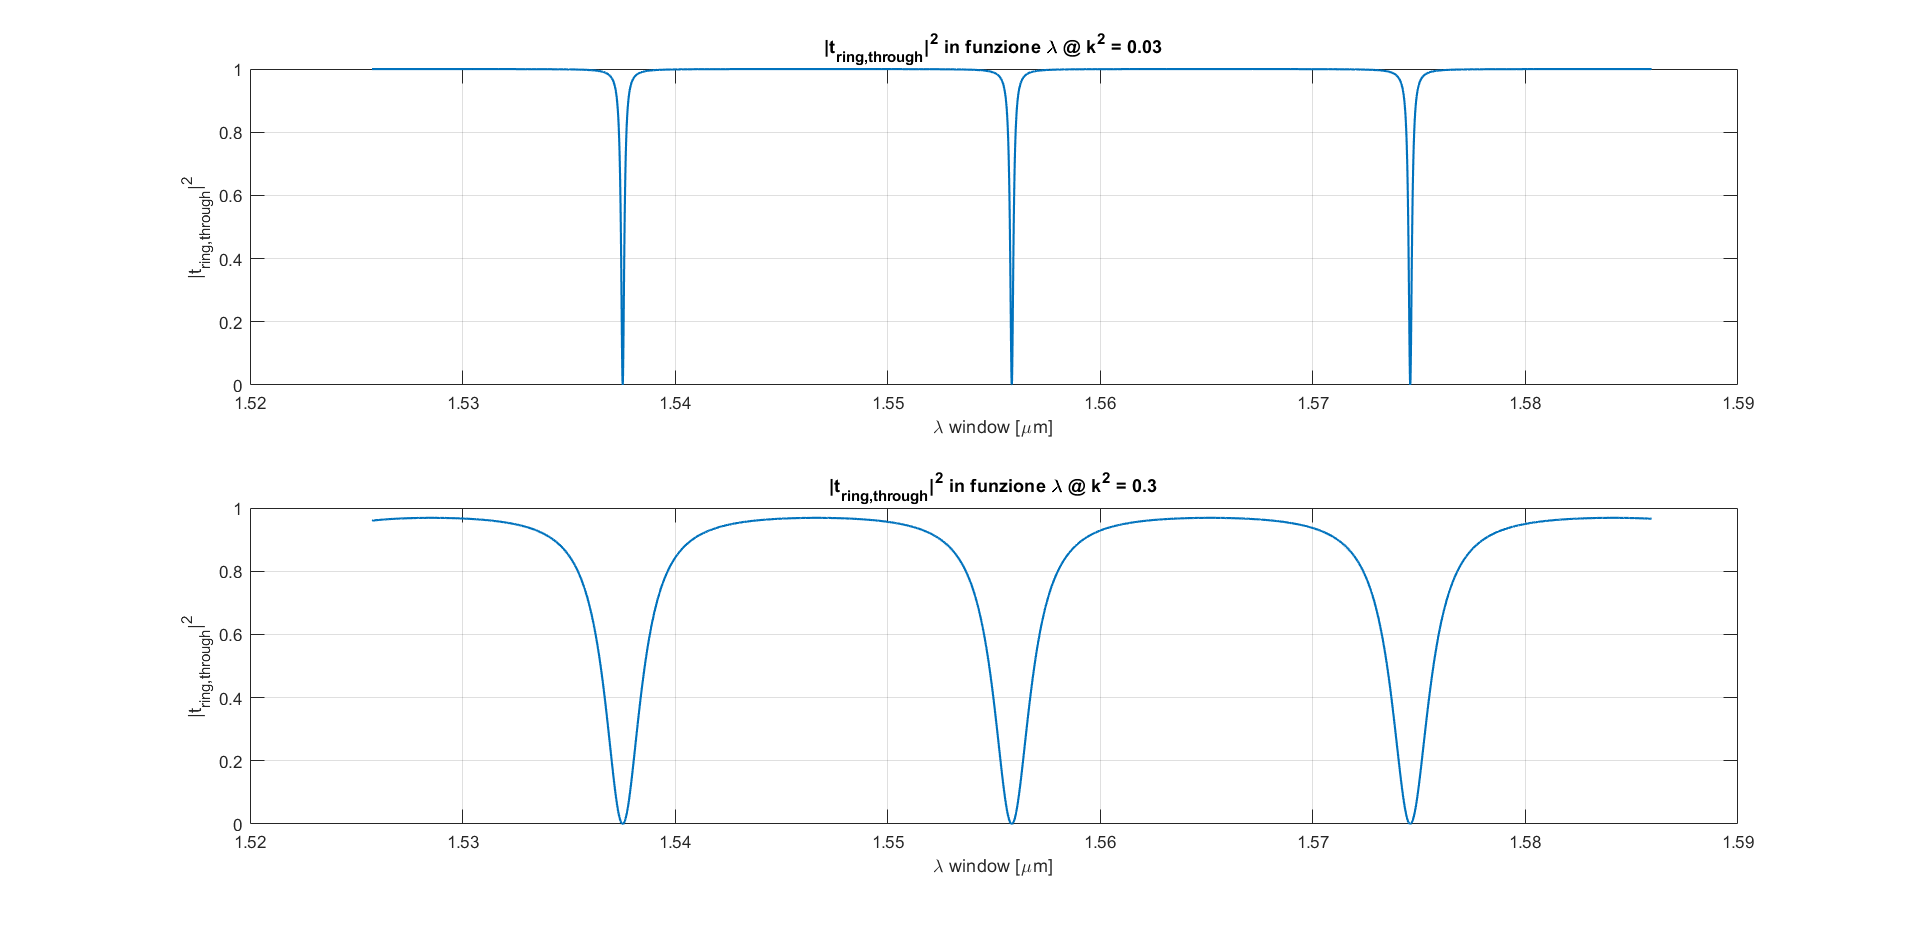 |t_ring,through|^2 in funzione λ @ k^2 = 0.03
|t_ring,through|^2
1
0.8
0.6
0.4
0.2
0
1.52 1.53 1.54 1.55 1.56 1.57 1.58 1.59
λ window [μm]
|t_ring,through|^2 in funzione λ @ k^2 = 0.3
|t_ring,through|^2
1
0.8
0.6
0.4
0.2
0
1.52 1.53 1.54 1.55 1.56 1.57 1.58 1.59
λ window [μm]